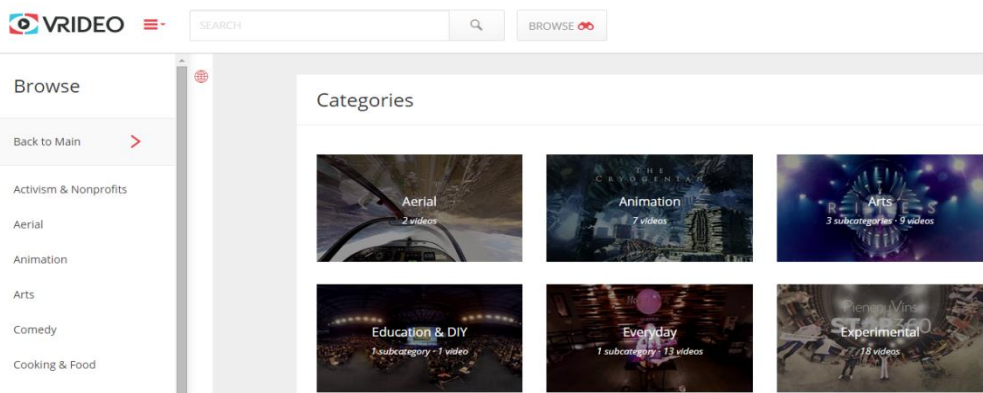 VRIDEO
SEARCH
BROWSE
Browse
Back to Main
Activism & Nonprofits
Aerial
Animation
Arts
Comedy
Cooking & Food
Categories
Aerial
2 videos
THE
CRYOGENIAN
Animation
7 videos
Arts
3 subcategories · 9 videos
Education & DIY
1 subcategory · 1 video
Everyday
1 subcategory · 13 videos
Experimental
18 videos